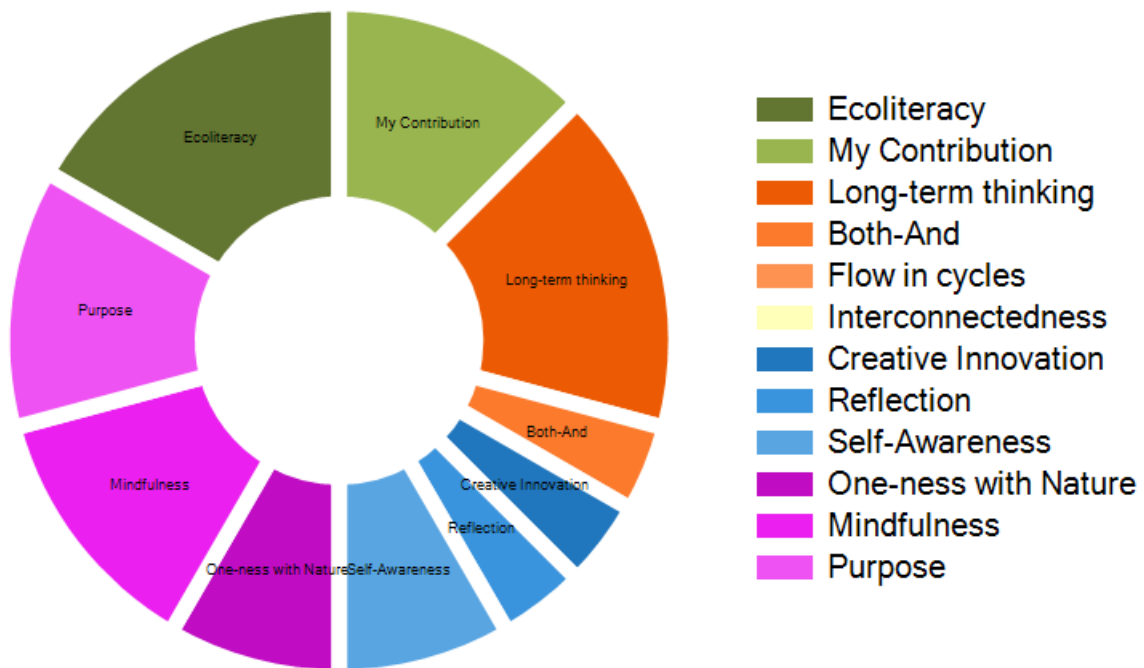 Ecoliteracy
My Contribution
Long-term thinking
Purpose
Both-And
Mindfulness
Creative Innovation
Reflection
One-ness with Nature
Self-Awareness
Ecoliteracy
My Contribution
Long-term thinking
Both-And
Flow in cycles
Interconnectedness
Creative Innovation
Reflection
Self-Awareness
One-ness with Nature
Mindfulness
Purpose